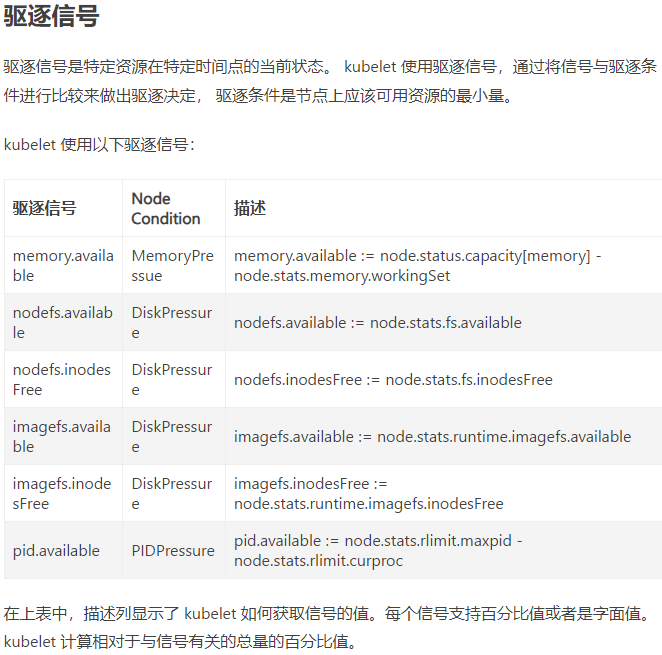 驱逐信号
驱逐信号是特定资源在特定时间点的当前状态。 kubelet 使用驱逐信号，通过将信号与驱逐条
件进行比较来做出驱逐决定， 驱逐条件是节点上应该可用资源的最小量。
kubelet 使用以下驱逐信号：
驱逐信号 Node Condition 描述
memory.available MemoryPressue memory.available := node.status.capacity[memory] -
node.stats.memory.workingSet
nodefs.available DiskPressure nodefs.available := node.stats.fs.available
nodefs.inodesFree DiskPressure nodefs.inodesFree := node.stats.fs.inodesFree
imagefs.available DiskPressure imagefs.available := node.stats.runtime.imagefs.available
imagefs.inodesFree DiskPressure imagefs.inodesFree :=
node.stats.runtime.imagefs.inodesFree
pid.available PIDPressure pid.available := node.stats.rlimit.maxpid -
node.stats.rlimit.curproc
在上表中，描述列显示了 kubelet 如何获取信号的值。每个信号支持百分比值或者是字面值。
kubelet 计算相对于与信号有关的总量的百分比值。